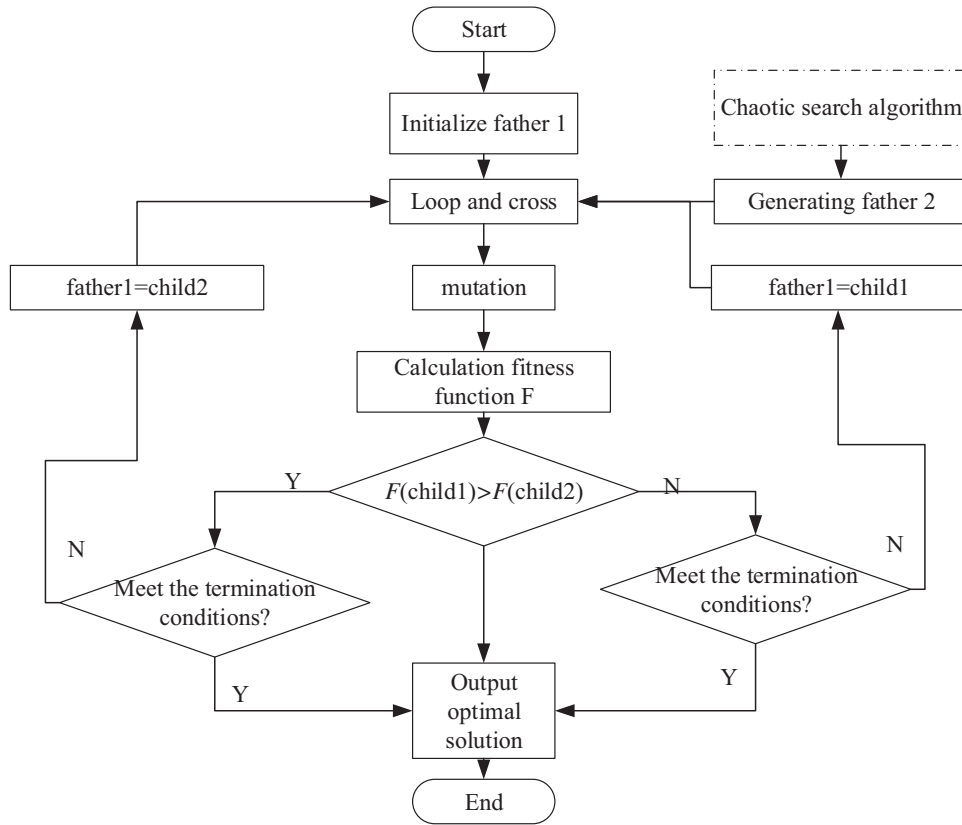 Start
Initialize father 1
Chaotic search algorithm
Loop and cross
Generating father 2
father1=child2
mutation
father1=child1
Calculation fitness
function F
Y
F(child1)>F(child2)
N
N
Meet the termination
conditions?
Meet the termination
conditions?
N
Y
Output
optimal
solution
Y
End